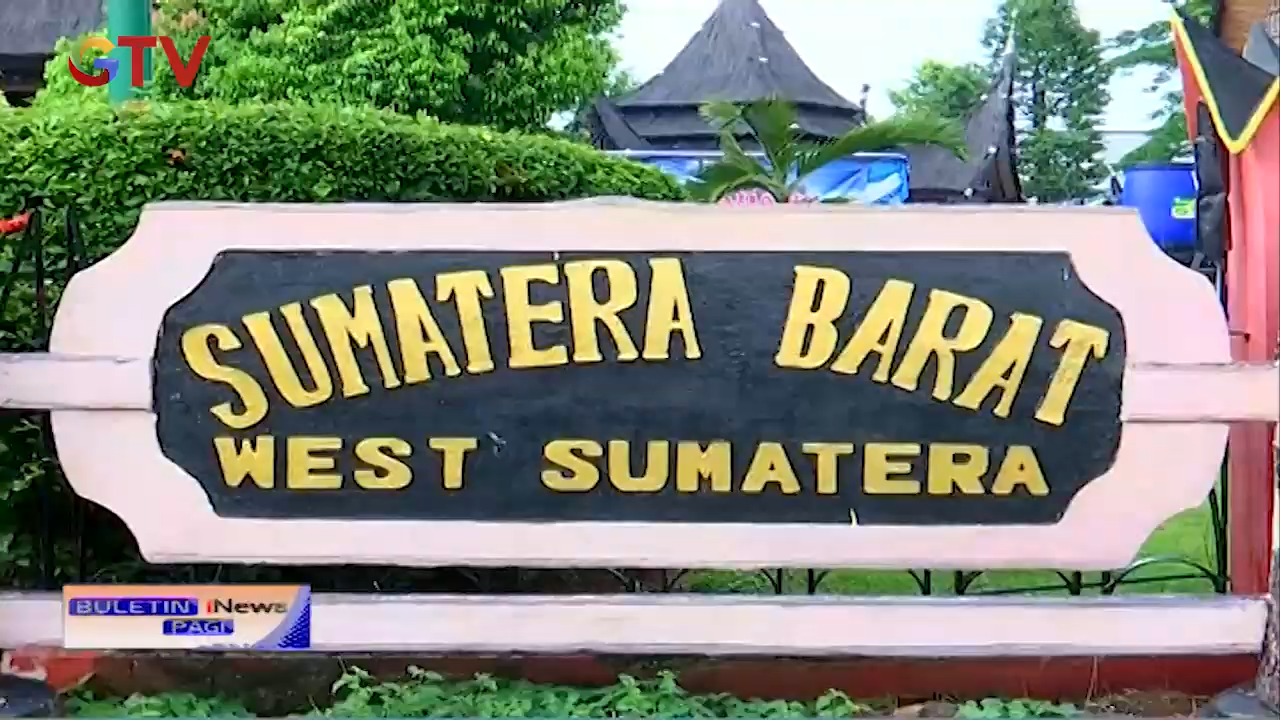 GTV
SUMATERA BARAT
WEST SUMATERA
BULETIN iNews
PAGI